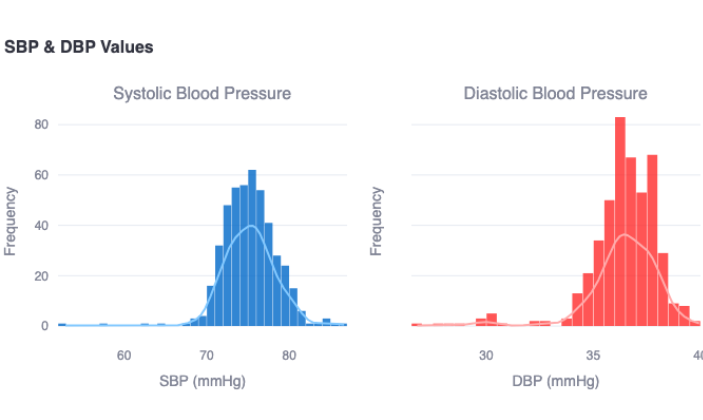 SBP & DBP Values
Systolic Blood Pressure
Diastolic Blood Pressure
80
60
40
20
0
Frequency
Frequency
60 70 80
30 35 40
SBP (mmHg)
DBP (mmHg)